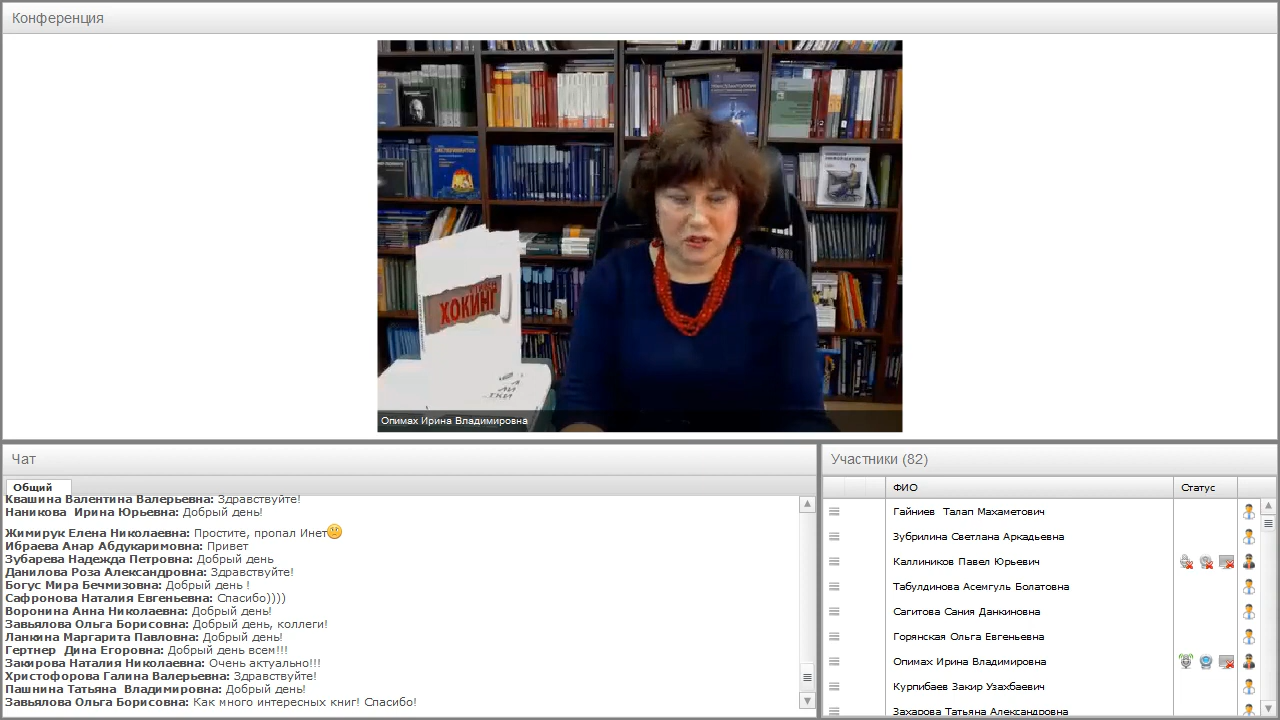 Конференция
ХОКИНГ
Опимах Ирина Владимировна
Чат
Общий
Квашина Валентина Валерьевна: Здравствуйте!
Наникова Ирина Юрьевна: Добрый день!
Жимирук Елена Николаевна: Простите, пропал Инет
Ибраева Анар Абдукаримовна: Привет
Зубарева Надежда Петровна: Добрый день
Данилова Роза Александровна: Здравствуйте!
Богус Мира Бечмизовна: Добрый день !
Сафронова Наталия Евгеньевна: Спасибо))))
Воронина Анна Николаевна: Добрый день!
Завьялова Ольга Борисовна: Добрый день, коллеги!
Ланкина Маргарита Павловна: Добрый день!
Гертнер Дина Егоровна: Добрый день всем!!!
Закирова Наталия Николаевна: Очень актуально!!!
Христофорова Галина Валерьевна: Здравствуйте!
Пашнина Татьяна Владимировна: Добрый день!
Завьялова Ольга Борисовна: Как много интересных книг! Спасибо!
Участники (82)
ФИО Статус
Гайниев Талап Махаметович
Зубрилина Светлана Аркадьевна
Каллиников Павел Юрьевич
Табулдинова Асемгуль Болатовна
Сагитова Сания Данкиновна
Горянская Ольга Евгеньевна
Опимах Ирина Владимировна
Курпибаев Закир Узакбаевич
Захарова Татьяна Александровна